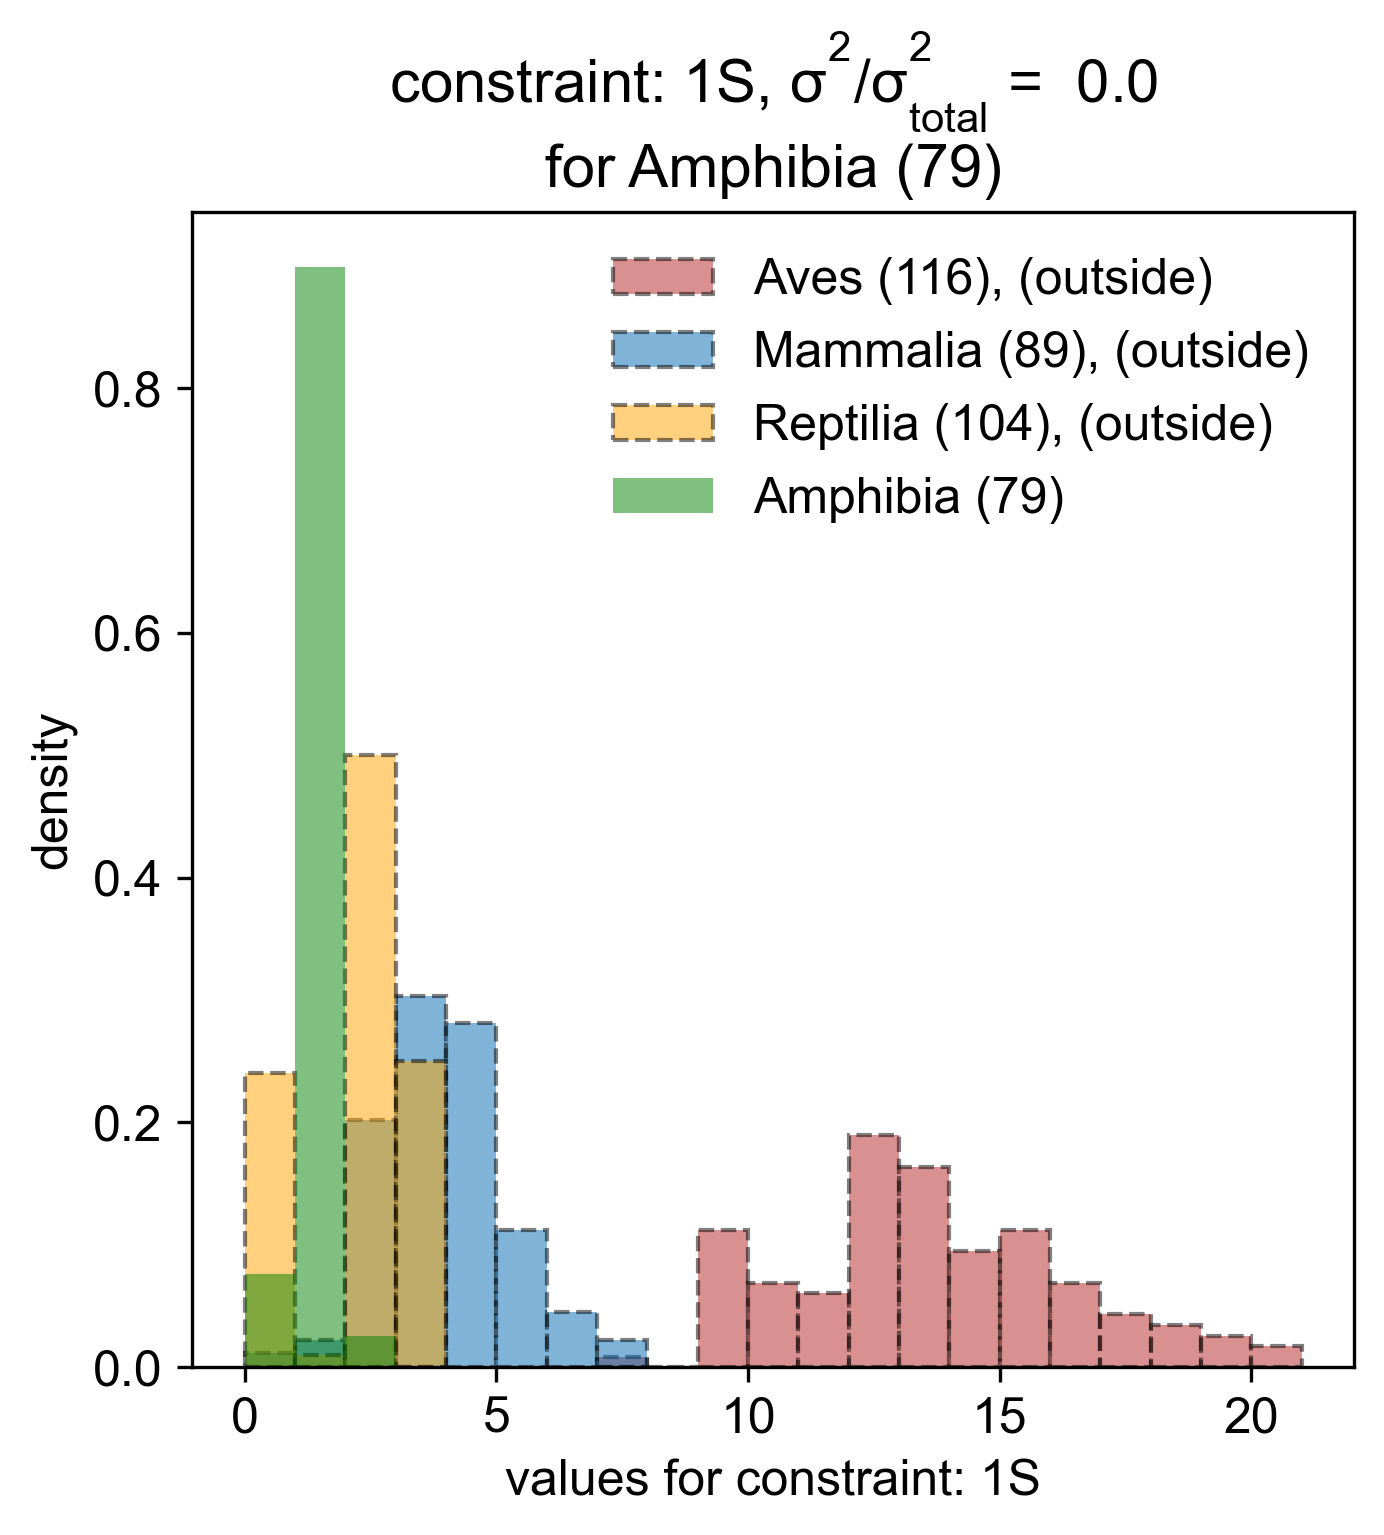 constraint: 1S, σ²/σ²total = 0.0
for Amphibia (79)
Aves (116), (outside)
Mammalia (89), (outside)
Reptilia (104), (outside)
Amphibia (79)
density
0.8
0.6
0.4
0.2
0.0
0 5 10 15 20
values for constraint: 1S